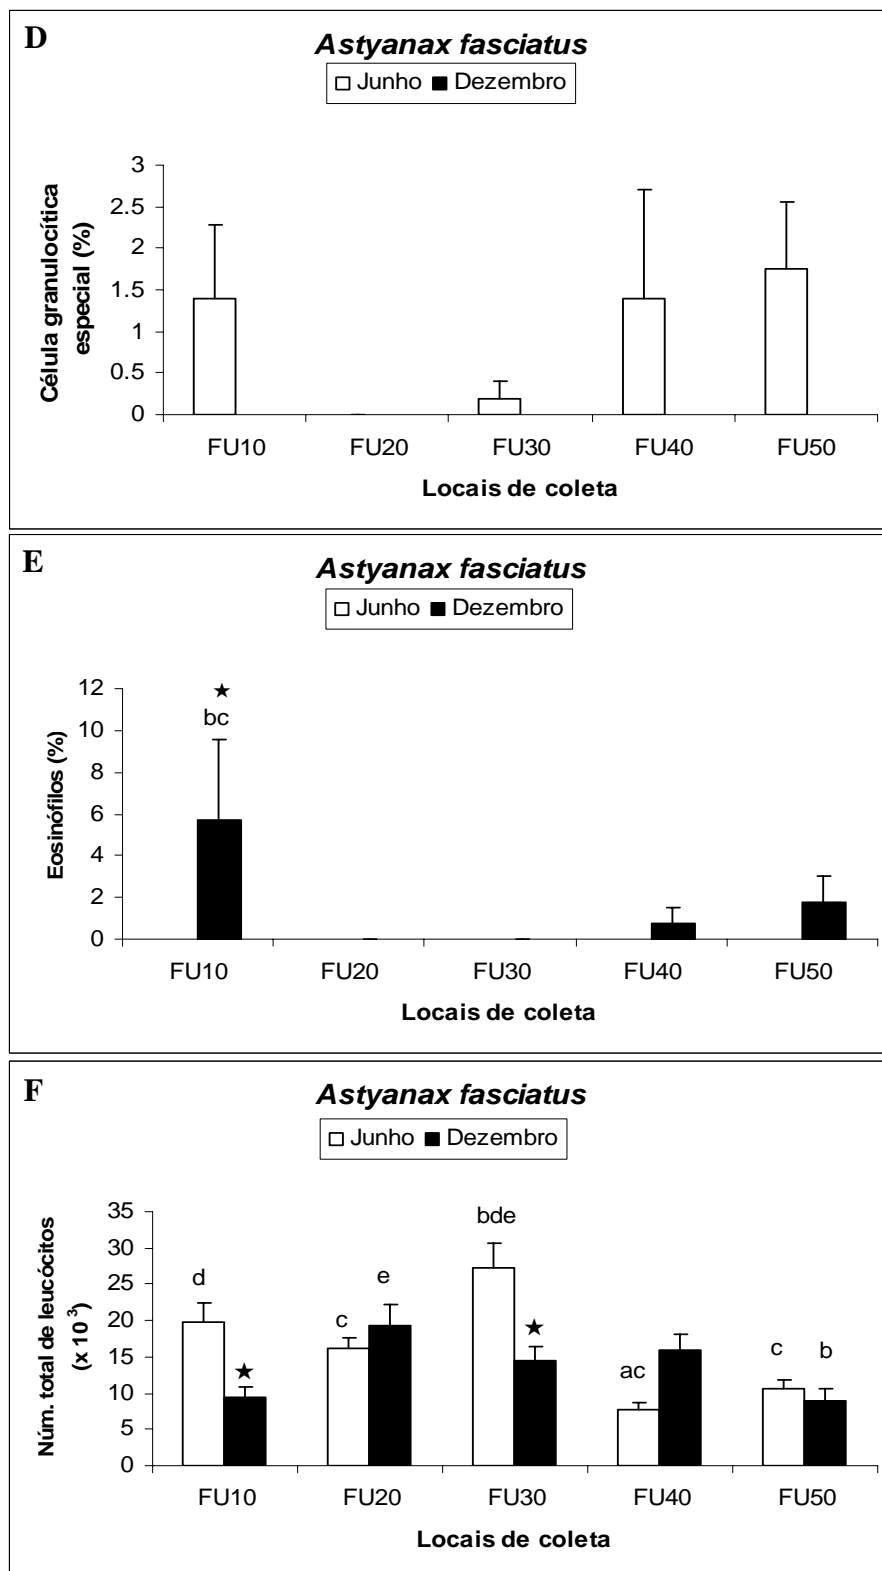 D
Astyanax fasciatus
Junho Dezembro
3
2.5
2
1.5
1
0.5
0
Célula granulocítica
especial (%)
FU10 FU20 FU30 FU40 FU50
Locais de coleta
E
Astyanax fasciatus
Junho Dezembro
12
10
8
6
4
2
0
Eosinófilos (%)
★
bc
FU10 FU20 FU30 FU40 FU50
Locais de coleta
F
Astyanax fasciatus
Junho Dezembro
35
30
25
20
15
10
5
0
Núm. total de leucócitos
(x 10³)
d ★ c e bde ★ ac c b
FU10 FU20 FU30 FU40 FU50
Locais de coleta